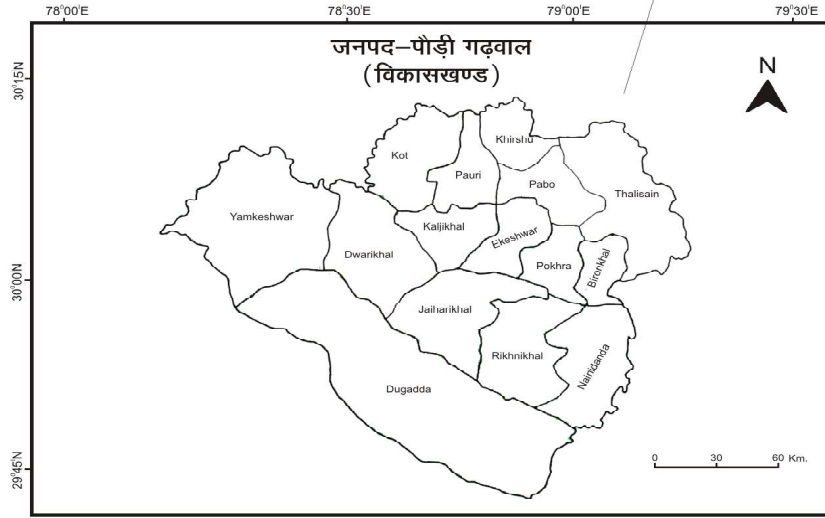 78°00'E 78°30'E 79°00'E 79°30'E
जनपद–पौड़ी गढ़वाल
(विकासखण्ड)
N
30°15'N
Khirshu
Kot
Pauri
Pabo
Thalisain
Yamkeshwar
Kaljikhal
Ekeshwar
Dwarikhal
Pokhra
Bironkhal
30°00'N
Jaiharikhal
Rikhnikhal
Nainidanda
Dugadda
29°45'N
0 30 60 Km.